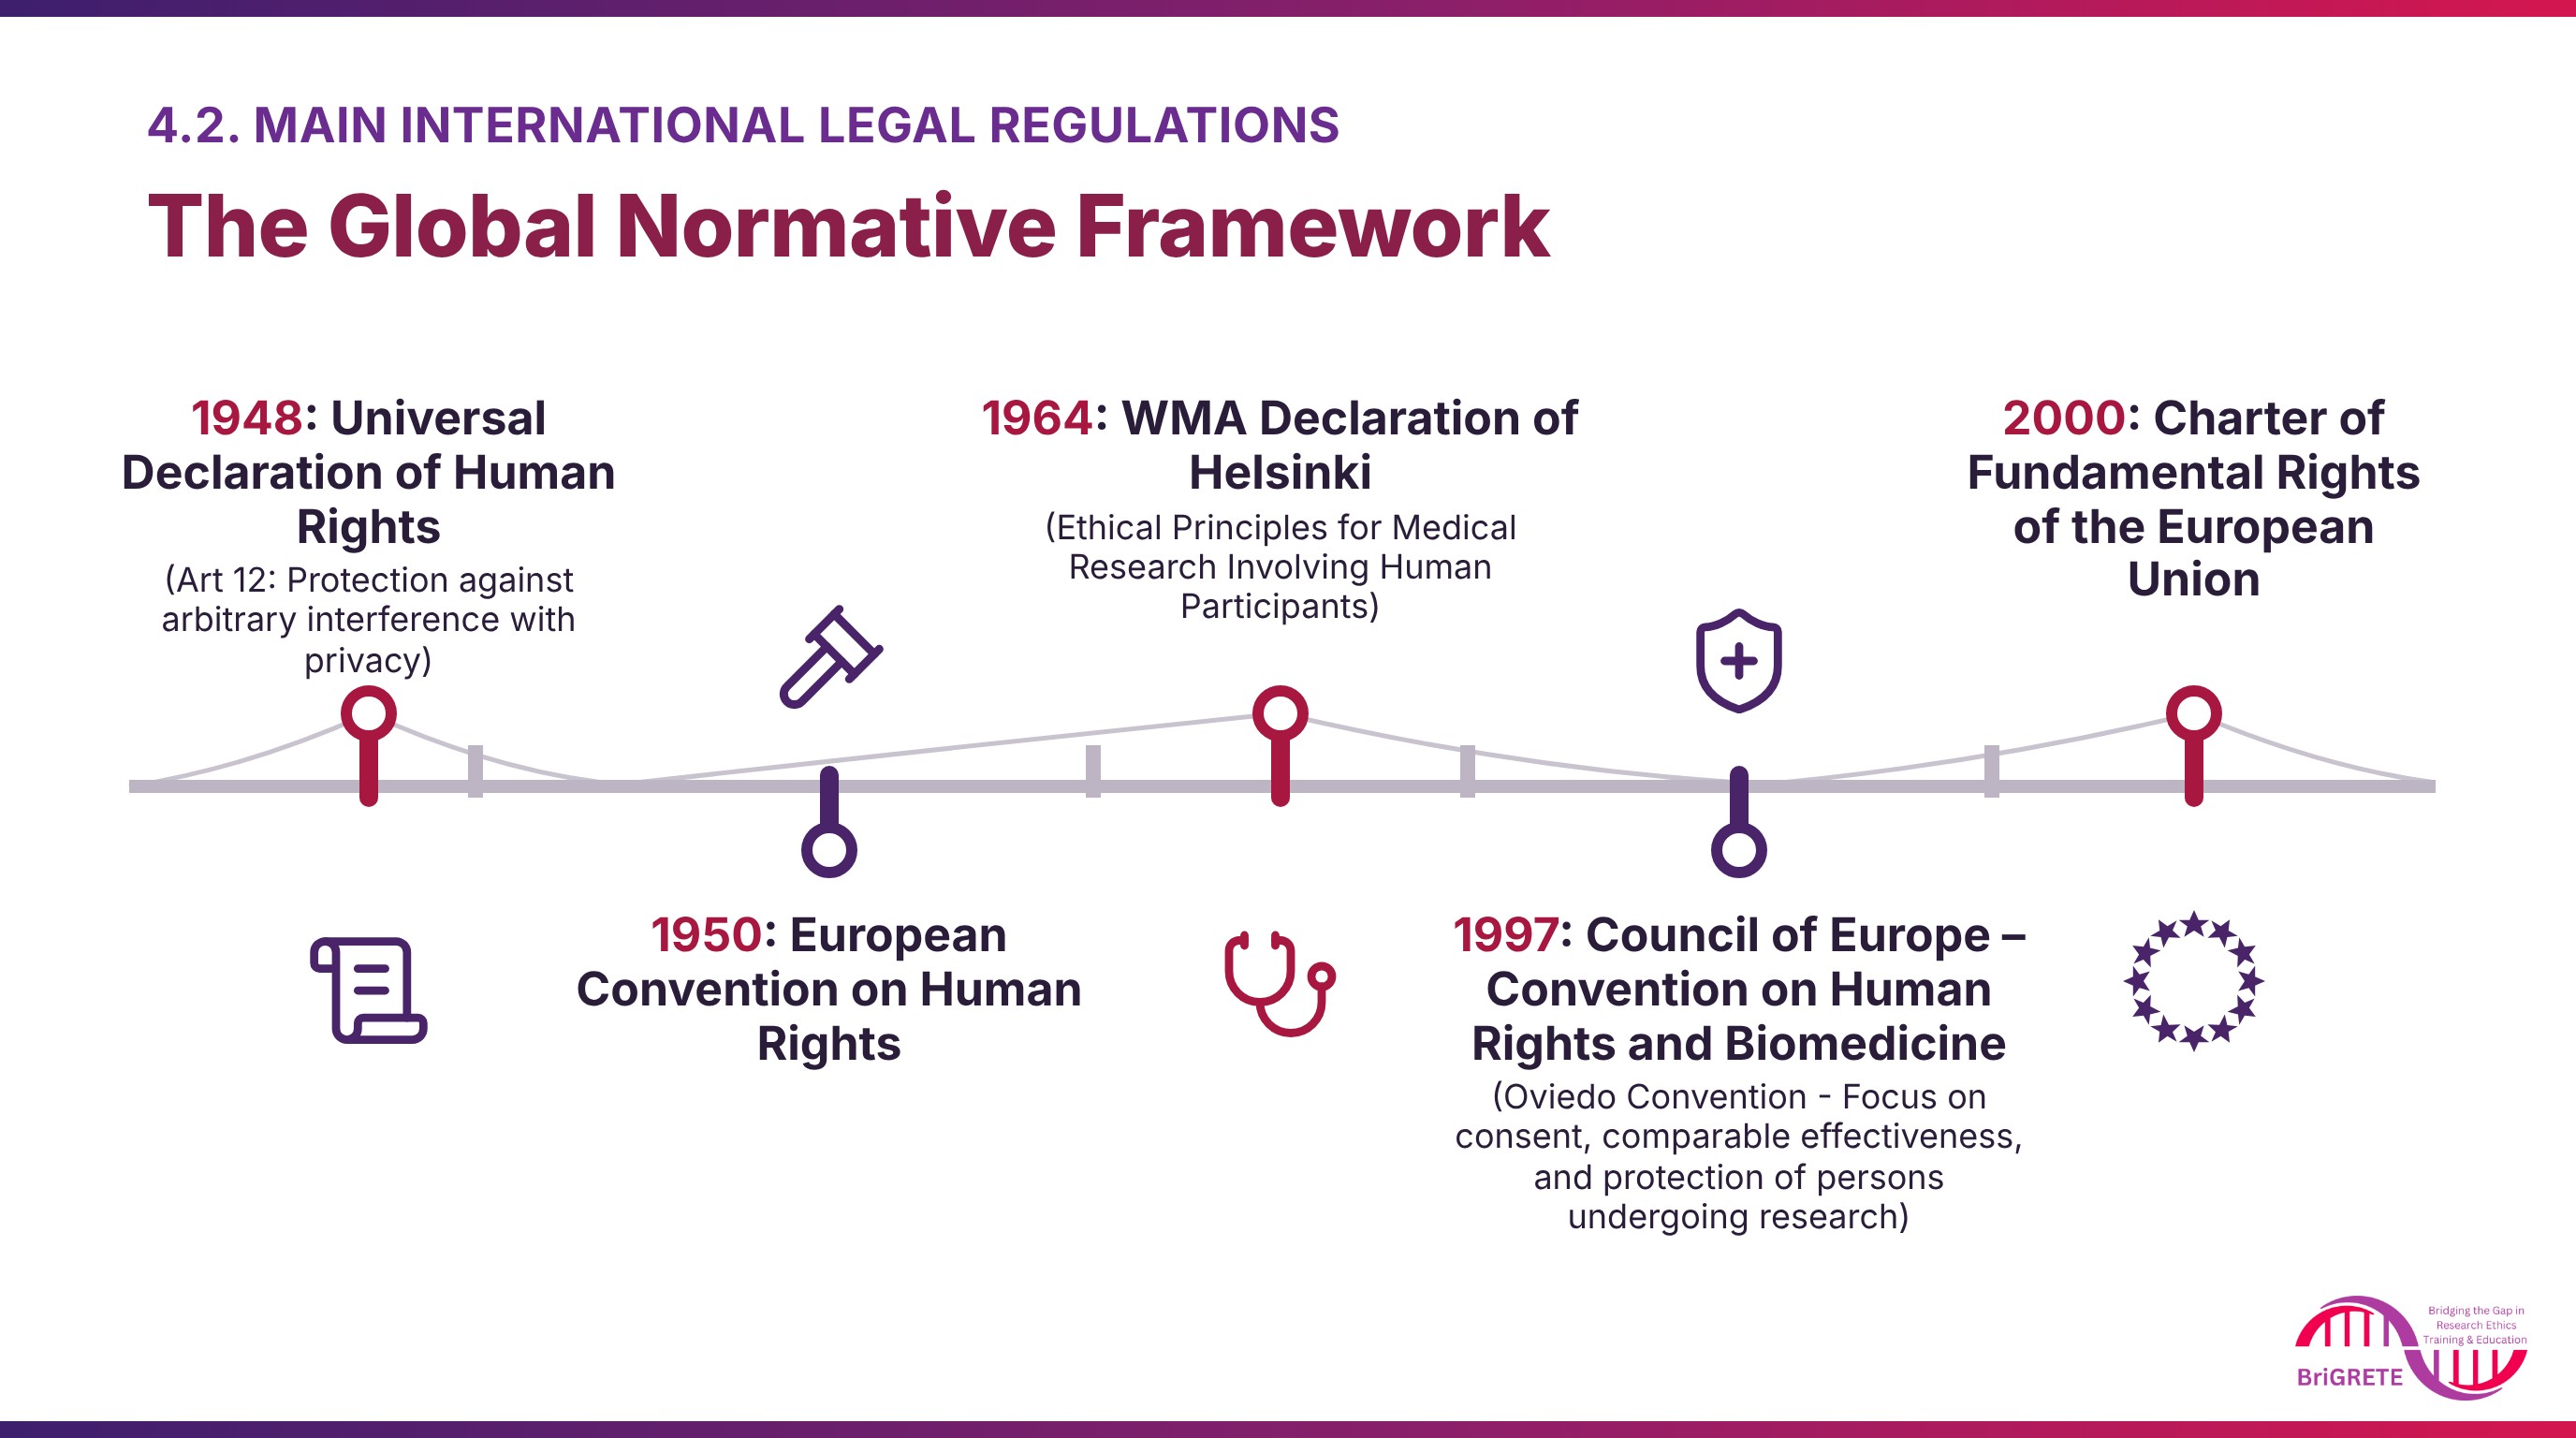 4.2. MAIN INTERNATIONAL LEGAL REGULATIONS
The Global Normative Framework
1948: Universal
Declaration of Human
Rights
(Art 12: Protection against
arbitrary interference with
privacy)
1950: European
Convention on Human
Rights
1964: WMA Declaration of
Helsinki
(Ethical Principles for Medical
Research Involving Human
Participants)
1997: Council of Europe –
Convention on Human
Rights and Biomedicine
(Oviedo Convention - Focus on
consent, comparable effectiveness,
and protection of persons
undergoing research)
2000: Charter of
Fundamental Rights
of the European
Union
Bridging the Gap in
Research Ethics
Training & Education
BriGRETE